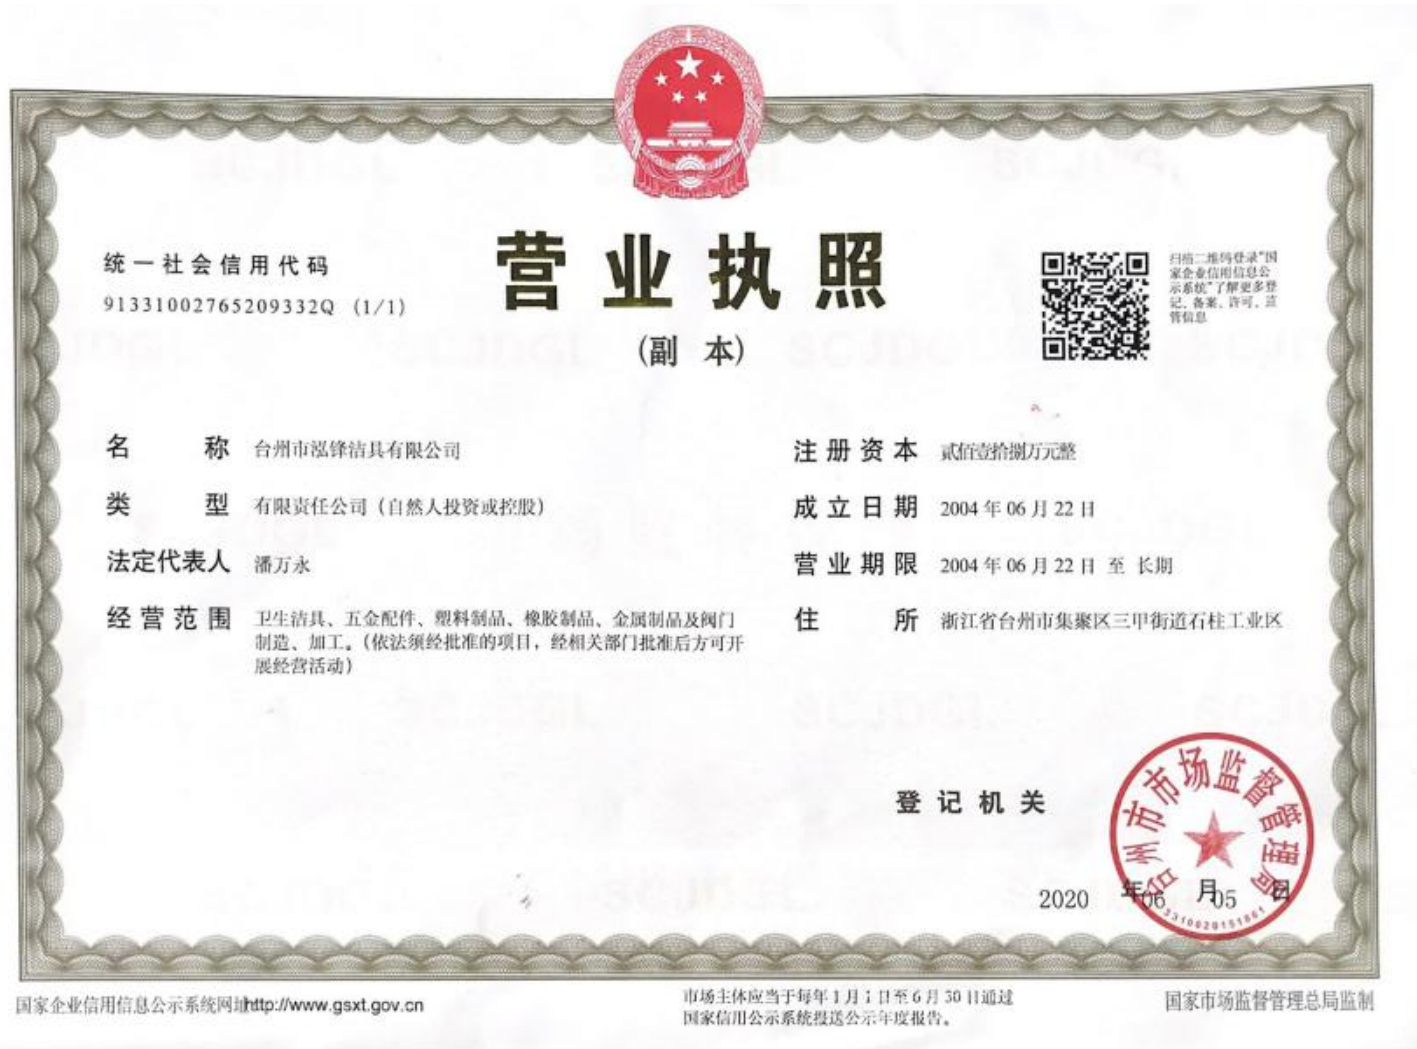 营业执照
(副 本)
统一社会信用代码
91331002765209332Q (1/1)
扫描二维码登录“国
家企业信用信息公
示系统”了解更多登
记、备案、许可、监
管信息
名 称 台州市泓锋洁具有限公司
类 型 有限责任公司（自然人投资或控股）
法定代表人 潘万永
经营范围 卫生洁具、五金配件、塑料制品、橡胶制品、金属制品及阀门
制造、加工。（依法须经批准的项目，经相关部门批准后方可开
展经营活动）
注册资本 贰佰壹拾捌万元整
成立日期 2004年06月22日
营业期限 2004年06月22日 至 长期
住 所 浙江省台州市集聚区三甲街道石柱工业区
登记机关
台州市市场监督管理局
2020 年06 月05 日
国家企业信用信息公示系统网址http://www.gsxt.gov.cn
市场主体应当于每年1月1日至6月30日通过
国家信用公示系统报送公示年度报告。
国家市场监督管理总局监制
SCJDGL